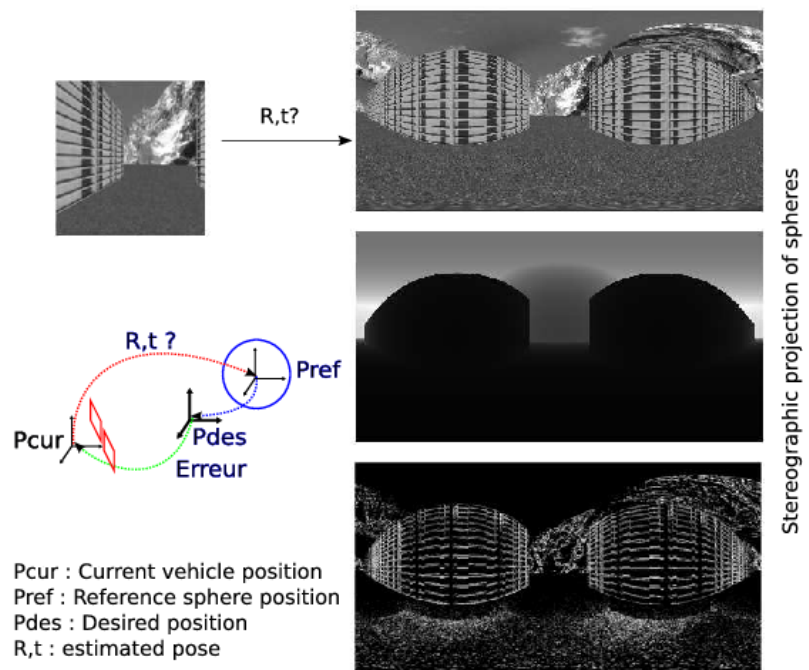 R,t?
R,t ?
Pref
Pcur
Pdes
Erreur
Pcur : Current vehicle position
Pref : Reference sphere position
Pdes : Desired position
R,t : estimated pose
Stereographic projection of spheres